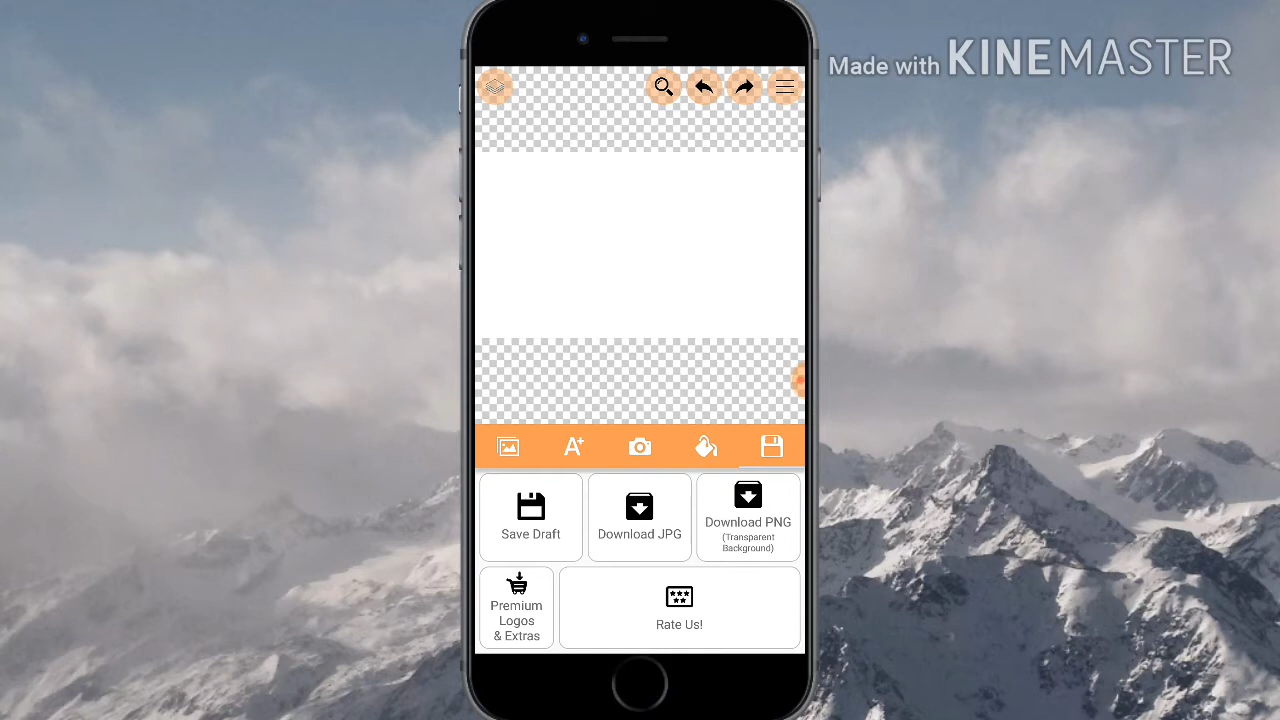 Made with KINEMASTER
A+
Save Draft
Download JPG
Download PNG
(Transparent
Background)
Premium
Logos
& Extras
Rate Us!